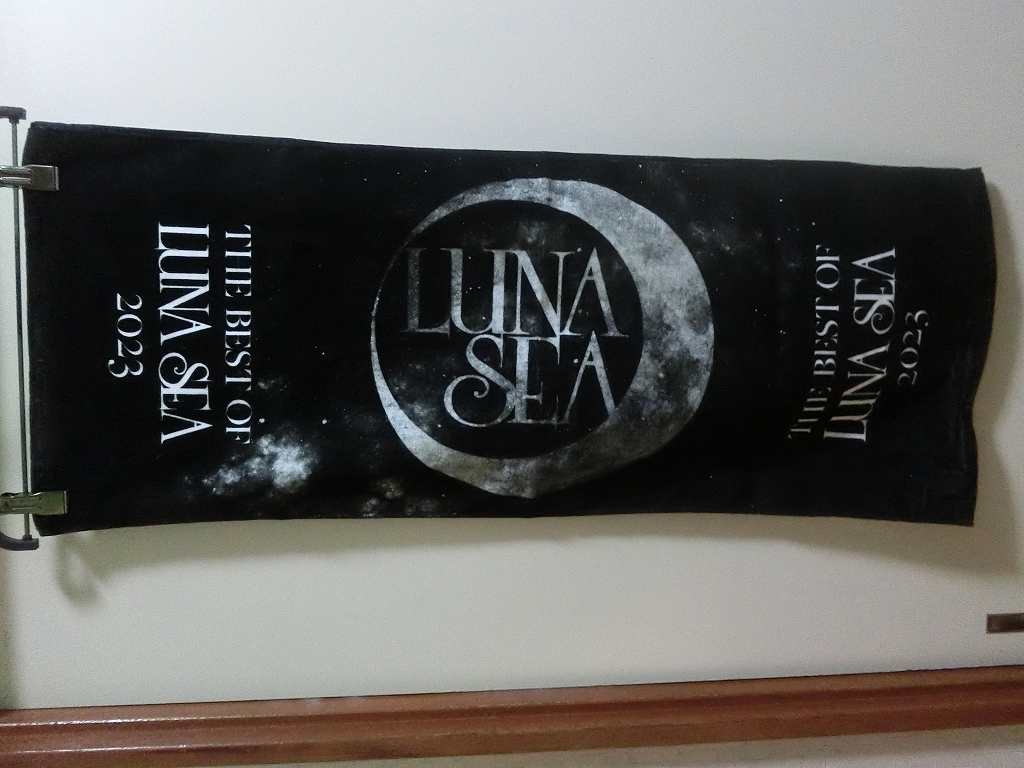 THE BEST OF
LUNA SEA
2023
LUNA
SEA
THE BEST OF
LUNA SEA
2023